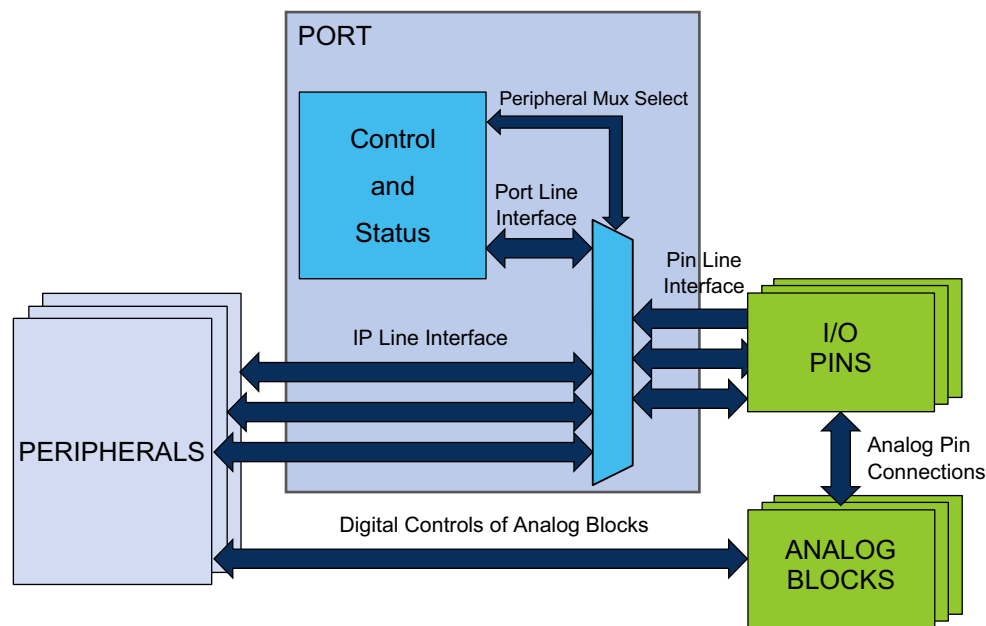 PORT
Peripheral Mux Select
Control
and
Status
Port Line
Interface
Pin Line
Interface
IP Line Interface
I/O
PINS
PERIPHERALS
Analog Pin
Connections
Digital Controls of Analog Blocks
ANALOG
BLOCKS